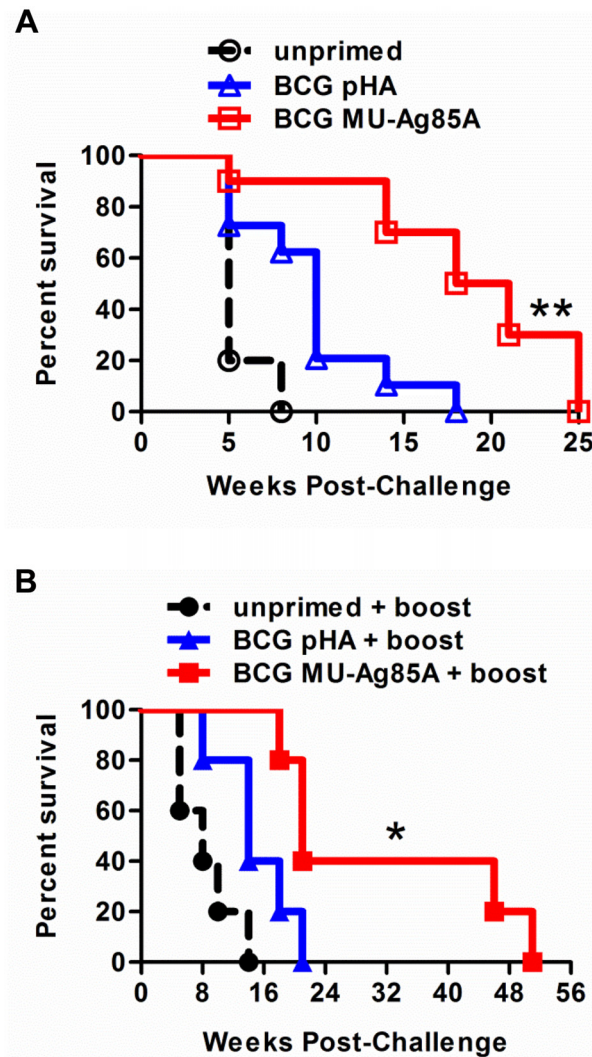 A
unprimed
BCG pHA
BCG MU-Ag85A
100
80
60
40
20
0
Percent survival
**
0 5 10 15 20 25
Weeks Post-Challenge
B
unprimed + boost
BCG pHA + boost
BCG MU-Ag85A + boost
100
80
60
40
20
0
Percent survival
*
0 8 16 24 32 40 48 56
Weeks Post-Challenge